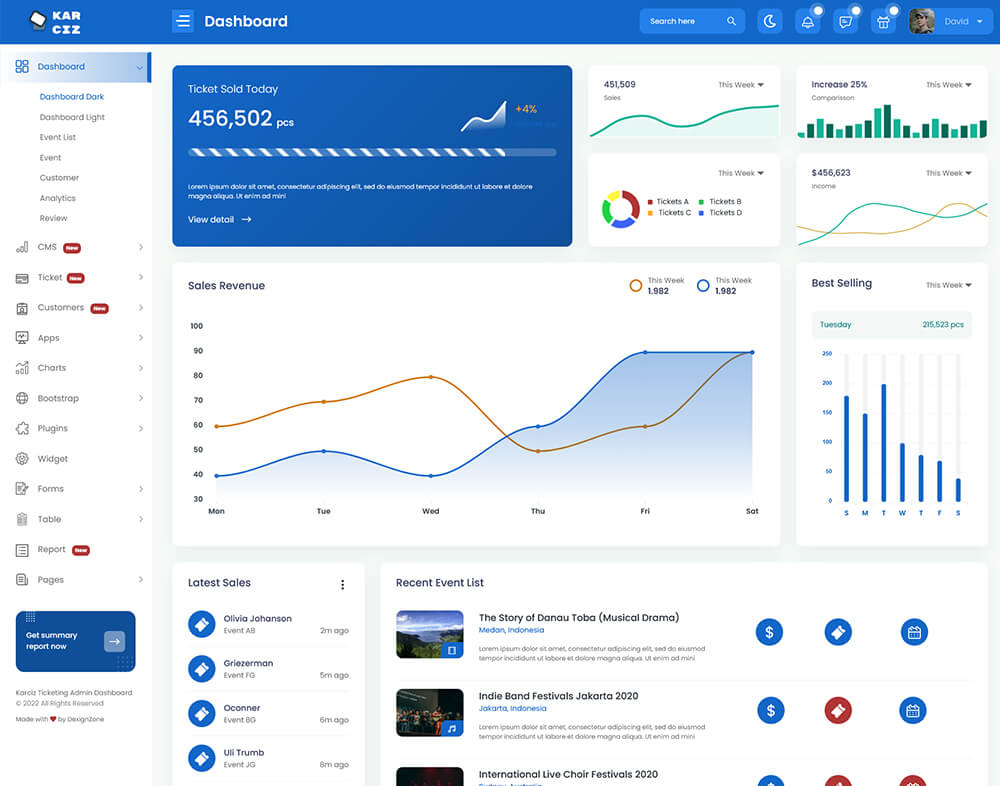 KAR
CIZ
Dashboard
Search here
David
Dashboard
Dashboard Dark
Dashboard Light
Event List
Event
Customer
Analytics
Review
CMS New
Ticket New
Customers New
Apps
Charts
Bootstrap
Plugins
Widget
Forms
Table
Report New
Pages
Get summary
report now
Karciz Ticketing Admin Dashboard
© 2022 All Rights Reserved
Made with ❤ by DexignZone
Ticket Sold Today
456,502 pcs
+4%
Lorem ipsum dolor sit amet, consectetur adipiscing elit, sed do eiusmod tempor incididunt ut labore et dolore
magna aliqua. Ut enim ad mini
View detail
451,509
This Week
Sales
Increase 25%
This Week
Comparisson
This Week
Tickets A
Tickets B
Tickets C
Tickets D
$456,623
This Week
Income
Sales Revenue
This Week
1.982
This Week
1.982
100
90
80
70
60
50
40
30
Mon Tue Wed Thu Fri Sat
Best Selling
This Week
Tuesday
215,523 pcs
250
200
150
100
50
0
S M T W T F S
Latest Sales
Olivia Johanson
Event AB
2m ago
Griezerman
Event FG
5m ago
Oconner
Event BG
6m ago
Uli Trumb
Event JG
8m ago
Recent Event List
The Story of Danau Toba (Musical Drama)
Medan, Indonesia
Lorem ipsum dolor sit amet, consectetur adipiscing elit, sed do eiusmod
tempor incididunt ut labore et dolore magna aliqua. Ut enim ad mini
$
Indie Band Festivals Jakarta 2020
Jakarta, Indonesia
Lorem ipsum dolor sit amet, consectetur adipiscing elit, sed do eiusmod
tempor incididunt ut labore et dolore magna aliqua. Ut enim ad mini
$
International Live Choir Festivals 2020